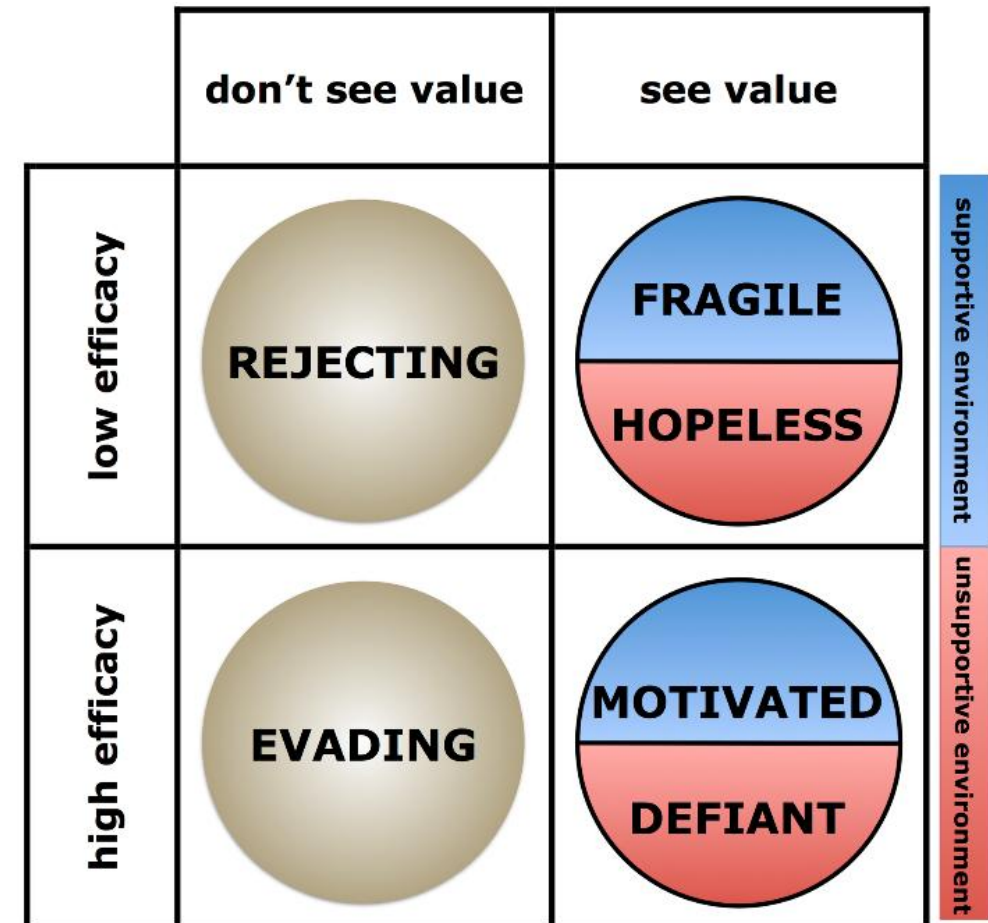 don’t see value
see value
low efficacy
REJECTING
FRAGILE
HOPELESS
supportive environment
high efficacy
EVADING
MOTIVATED
DEFIANT
unsupportive environment